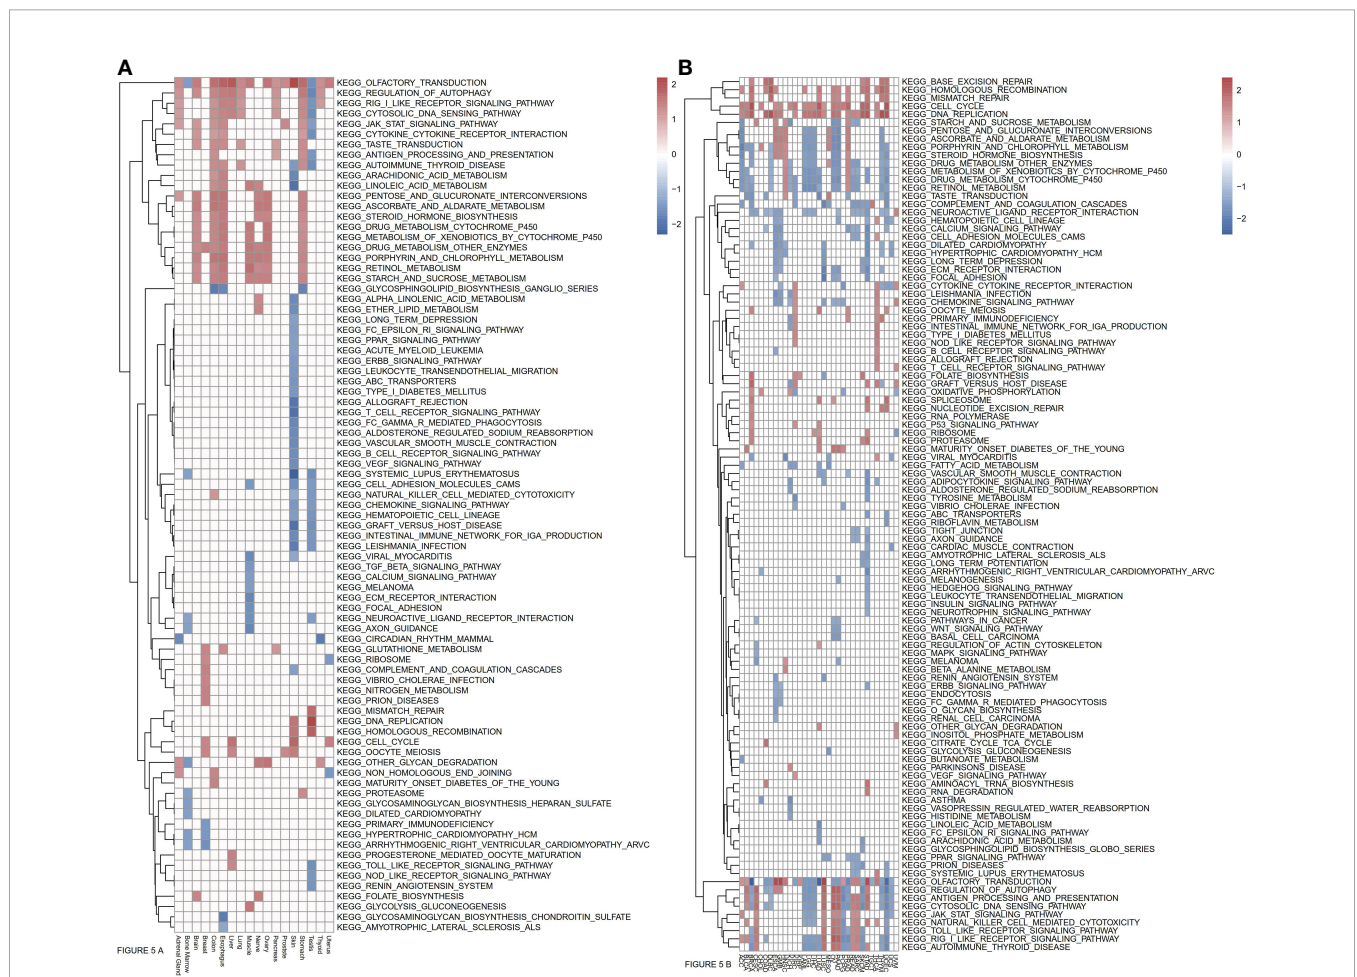 A
KEGG_OLFACTORY_TRANSDUCTION
KEGG_REGULATION_OF_AUTOPHAGY
KEGG_RIG_I_LIKE_RECEPTOR_SIGNALING_PATHWAY
KEGG_CYTOSOLIC_DNA_SENSING_PATHWAY
KEGG_JAK_STAT_SIGNALING_PATHWAY
KEGG_CYTOKINE_CYTOKINE_RECEPTOR_INTERACTION
KEGG_TASTE_TRANSDUCTION
KEGG_ANTIGEN_PROCESSING_AND_PRESENTATION
KEGG_AUTOIMMUNE_THYROID_DISEASE
KEGG_ARACHIDONIC_ACID_METABOLISM
KEGG_LINOLEIC_ACID_METABOLISM
KEGG_PENTOSE_AND_GLUCURONATE_INTERCONVERSIONS
KEGG_ASCORBATE_AND_ALDARATE_METABOLISM
KEGG_STEROID_HORMONE_BIOSYNTHESIS
KEGG_DRUG_METABOLISM_CYTOCHROME_P450
KEGG_METABOLISM_OF_XENOBIOTICS_BY_CYTOCHROME_P450
KEGG_DRUG_METABOLISM_OTHER_ENZYMES
KEGG_PORPHYRIN_AND_CHLOROPHYLL_METABOLISM
KEGG_RETINOL_METABOLISM
KEGG_STARCH_AND_SUCROSE_METABOLISM
KEGG_GLYCOSPHINGOLIPID_BIOSYNTHESIS_GANGLIO_SERIES
KEGG_ALPHA_LINOLENIC_ACID_METABOLISM
KEGG_ETHER_LIPID_METABOLISM
KEGG_LONG_TERM_DEPRESSION
KEGG_FC_EPSILON_RI_SIGNALING_PATHWAY
KEGG_PPAR_SIGNALING_PATHWAY
KEGG_ACUTE_MYELOID_LEUKEMIA
KEGG_ERBB_SIGNALING_PATHWAY
KEGG_LEUKOCYTE_TRANSENDOTHELIAL_MIGRATION
KEGG_ABC_TRANSPORTERS
KEGG_TYPE_I_DIABETES_MELLITUS
KEGG_ALLOGRAFT_REJECTION
KEGG_T_CELL_RECEPTOR_SIGNALING_PATHWAY
KEGG_FC_GAMMA_R_MEDIATED_PHAGOCYTOSIS
KEGG_ALDOSTERONE_REGULATED_SODIUM_REABSORPTION
KEGG_VASCULAR_SMOOTH_MUSCLE_CONTRACTION
KEGG_B_CELL_RECEPTOR_SIGNALING_PATHWAY
KEGG_VEGF_SIGNALING_PATHWAY
KEGG_SYSTEMIC_LUPUS_ERYTHEMATOSUS
KEGG_CELL_ADHESION_MOLECULES_CAMS
KEGG_NATURAL_KILLER_CELL_MEDIATED_CYTOTOXICITY
KEGG_CHEMOKINE_SIGNALING_PATHWAY
KEGG_HEMATOPOIETIC_CELL_LINEAGE
KEGG_GRAFT_VERSUS_HOST_DISEASE
KEGG_INTESTINAL_IMMUNE_NETWORK_FOR_IGA_PRODUCTION
KEGG_LEISHMANIA_INFECTION
KEGG_VIRAL_MYOCARDITIS
KEGG_TGF_BETA_SIGNALING_PATHWAY
KEGG_CALCIUM_SIGNALING_PATHWAY
KEGG_MELANOMA
KEGG_ECM_RECEPTOR_INTERACTION
KEGG_FOCAL_ADHESION
KEGG_NEUROACTIVE_LIGAND_RECEPTOR_INTERACTION
KEGG_AXON_GUIDANCE
KEGG_CIRCADIAN_RHYTHM_MAMMAL
KEGG_GLUTATHIONE_METABOLISM
KEGG_RIBOSOME
KEGG_COMPLEMENT_AND_COAGULATION_CASCADES
KEGG_VIBRIO_CHOLERAE_INFECTION
KEGG_NITROGEN_METABOLISM
KEGG_PRION_DISEASES
KEGG_MISMATCH_REPAIR
KEGG_DNA_REPLICATION
KEGG_HOMOLOGOUS_RECOMBINATION
KEGG_CELL_CYCLE
KEGG_OOCYTE_MEIOSIS
KEGG_OTHER_GLYCAN_DEGRADATION
KEGG_NON_HOMOLOGOUS_END_JOINING
KEGG_MATURITY_ONSET_DIABETES_OF_THE_YOUNG
KEGG_PROTEASOME
KEGG_GLYCOSAMINOGLYCAN_BIOSYNTHESIS_HEPARAN_SULFATE
KEGG_DILATED_CARDIOMYOPATHY
KEGG_PRIMARY_IMMUNODEFICIENCY
KEGG_HYPERTROPHIC_CARDIOMYOPATHY_HCM
KEGG_ARRHYTHMOGENIC_RIGHT_VENTRICULAR_CARDIOMYOPATHY_ARVC
KEGG_PROGESTERONE_MEDIATED_OOCYTE_MATURATION
KEGG_TOLL_LIKE_RECEPTOR_SIGNALING_PATHWAY
KEGG_NOD_LIKE_RECEPTOR_SIGNALING_PATHWAY
KEGG_RENIN_ANGIOTENSIN_SYSTEM
KEGG_FOLATE_BIOSYNTHESIS
KEGG_GLYCOLYSIS_GLUCONEOGENESIS
KEGG_GLYCOSAMINOGLYCAN_BIOSYNTHESIS_CHONDROITIN_SULFATE
KEGG_AMYOTROPHIC_LATERAL_SCLEROSIS_ALS
2
1
0
−1
−2
Adrenal Gland
Bone Marrow
Brain
Breast
Colon
Esophagus
Liver
Lung
Muscle
Nerve
Ovary
Pancreas
Prostate
Skin
Stomach
Testis
Thyroid
Uterus
FIGURE 5 A
B
KEGG_BASE_EXCISION_REPAIR
KEGG_HOMOLOGOUS_RECOMBINATION
KEGG_MISMATCH_REPAIR
KEGG_CELL_CYCLE
KEGG_DNA_REPLICATION
KEGG_STARCH_AND_SUCROSE_METABOLISM
KEGG_PENTOSE_AND_GLUCURONATE_INTERCONVERSIONS
KEGG_ASCORBATE_AND_ALDARATE_METABOLISM
KEGG_PORPHYRIN_AND_CHLOROPHYLL_METABOLISM
KEGG_STEROID_HORMONE_BIOSYNTHESIS
KEGG_DRUG_METABOLISM_OTHER_ENZYMES
KEGG_METABOLISM_OF_XENOBIOTICS_BY_CYTOCHROME_P450
KEGG_DRUG_METABOLISM_CYTOCHROME_P450
KEGG_RETINOL_METABOLISM
KEGG_TASTE_TRANSDUCTION
KEGG_COMPLEMENT_AND_COAGULATION_CASCADES
KEGG_NEUROACTIVE_LIGAND_RECEPTOR_INTERACTION
KEGG_HEMATOPOIETIC_CELL_LINEAGE
KEGG_CALCIUM_SIGNALING_PATHWAY
KEGG_CELL_ADHESION_MOLECULES_CAMS
KEGG_DILATED_CARDIOMYOPATHY
KEGG_HYPERTROPHIC_CARDIOMYOPATHY_HCM
KEGG_LONG_TERM_DEPRESSION
KEGG_ECM_RECEPTOR_INTERACTION
KEGG_FOCAL_ADHESION
KEGG_CYTOKINE_CYTOKINE_RECEPTOR_INTERACTION
KEGG_LEISHMANIA_INFECTION
KEGG_CHEMOKINE_SIGNALING_PATHWAY
KEGG_OOCYTE_MEIOSIS
KEGG_PRIMARY_IMMUNODEFICIENCY
KEGG_INTESTINAL_IMMUNE_NETWORK_FOR_IGA_PRODUCTION
KEGG_TYPE_I_DIABETES_MELLITUS
KEGG_NOD_LIKE_RECEPTOR_SIGNALING_PATHWAY
KEGG_B_CELL_RECEPTOR_SIGNALING_PATHWAY
KEGG_ALLOGRAFT_REJECTION
KEGG_T_CELL_RECEPTOR_SIGNALING_PATHWAY
KEGG_FOLATE_BIOSYNTHESIS
KEGG_GRAFT_VERSUS_HOST_DISEASE
KEGG_OXIDATIVE_PHOSPHORYLATION
KEGG_SPLICEOSOME
KEGG_NUCLEOTIDE_EXCISION_REPAIR
KEGG_RNA_POLYMERASE
KEGG_P53_SIGNALING_PATHWAY
KEGG_RIBOSOME
KEGG_PROTEASOME
KEGG_MATURITY_ONSET_DIABETES_OF_THE_YOUNG
KEGG_VIRAL_MYOCARDITIS
KEGG_FATTY_ACID_METABOLISM
KEGG_VASCULAR_SMOOTH_MUSCLE_CONTRACTION
KEGG_ADIPOCYTOKINE_SIGNALING_PATHWAY
KEGG_ALDOSTERONE_REGULATED_SODIUM_REABSORPTION
KEGG_TYROSINE_METABOLISM
KEGG_VIBRIO_CHOLERAE_INFECTION
KEGG_ABC_TRANSPORTERS
KEGG_RIBOFLAVIN_METABOLISM
KEGG_TIGHT_JUNCTION
KEGG_AXON_GUIDANCE
KEGG_CARDIAC_MUSCLE_CONTRACTION
KEGG_AMYOTROPHIC_LATERAL_SCLEROSIS_ALS
KEGG_LONG_TERM_POTENTIATION
KEGG_ARRHYTHMOGENIC_RIGHT_VENTRICULAR_CARDIOMYOPATHY_ARVC
KEGG_MELANOGENESIS
KEGG_HEDGEHOG_SIGNALING_PATHWAY
KEGG_LEUKOCYTE_TRANSENDOTHELIAL_MIGRATION
KEGG_INSULIN_SIGNALING_PATHWAY
KEGG_NEUROTROPHIN_SIGNALING_PATHWAY
KEGG_PATHWAYS_IN_CANCER
KEGG_WNT_SIGNALING_PATHWAY
KEGG_BASAL_CELL_CARCINOMA
KEGG_REGULATION_OF_ACTIN_CYTOSKELETON
KEGG_MAPK_SIGNALING_PATHWAY
KEGG_MELANOMA
KEGG_BETA_ALANINE_METABOLISM
KEGG_RENIN_ANGIOTENSIN_SYSTEM
KEGG_ERBB_SIGNALING_PATHWAY
KEGG_ENDOCYTOSIS
KEGG_FC_GAMMA_R_MEDIATED_PHAGOCYTOSIS
KEGG_O_GLYCAN_BIOSYNTHESIS
KEGG_RENAL_CELL_CARCINOMA
KEGG_OTHER_GLYCAN_DEGRADATION
KEGG_INOSITOL_PHOSPHATE_METABOLISM
KEGG_CITRATE_CYCLE_TCA_CYCLE
KEGG_GLYCOLYSIS_GLUCONEOGENESIS
KEGG_BUTANOATE_METABOLISM
KEGG_PARKINSONS_DISEASE
KEGG_VEGF_SIGNALING_PATHWAY
KEGG_AMINOACYL_TRNA_BIOSYNTHESIS
KEGG_RNA_DEGRADATION
KEGG_ASTHMA
KEGG_VASOPRESSIN_REGULATED_WATER_REABSORPTION
KEGG_HISTIDINE_METABOLISM
KEGG_LINOLEIC_ACID_METABOLISM
KEGG_FC_EPSILON_RI_SIGNALING_PATHWAY
KEGG_ARACHIDONIC_ACID_METABOLISM
KEGG_GLYCOSPHINGOLIPID_BIOSYNTHESIS_GLOBO_SERIES
KEGG_PPAR_SIGNALING_PATHWAY
KEGG_PRION_DISEASES
KEGG_SYSTEMIC_LUPUS_ERYTHEMATOSUS
KEGG_OLFACTORY_TRANSDUCTION
KEGG_REGULATION_OF_AUTOPHAGY
KEGG_ANTIGEN_PROCESSING_AND_PRESENTATION
KEGG_CYTOSOLIC_DNA_SENSING_PATHWAY
KEGG_JAK_STAT_SIGNALING_PATHWAY
KEGG_NATURAL_KILLER_CELL_MEDIATED_CYTOTOXICITY
KEGG_TOLL_LIKE_RECEPTOR_SIGNALING_PATHWAY
KEGG_RIG_I_LIKE_RECEPTOR_SIGNALING_PATHWAY
KEGG_AUTOIMMUNE_THYROID_DISEASE
2
1
0
−1
−2
FIGURE 5 B